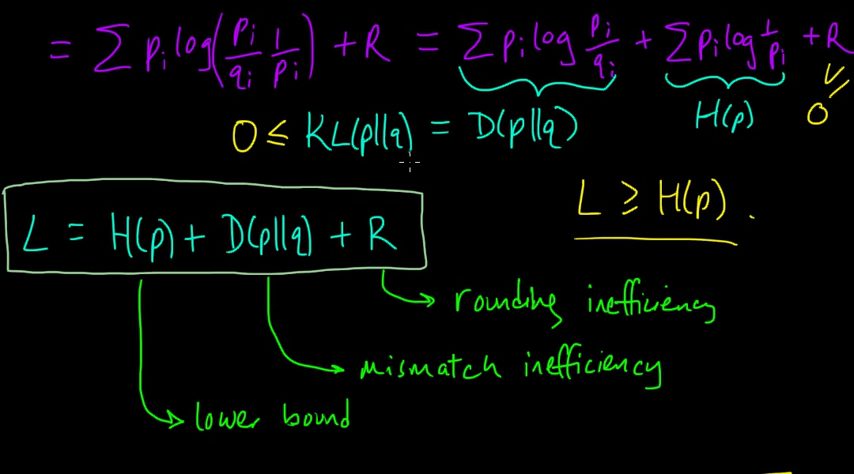 = ∑ pᵢ log(pᵢ/qᵢ 1/pᵢ) + R = ∑ pᵢ log pᵢ/qᵢ + ∑ pᵢ log 1/pᵢ + R
0 ≤ KL(p||q) = D(p||q) H(p) 0
L = H(p) + D(p||q) + R L ≥ H(p).
rounding inefficiency
mismatch inefficiency
lower bound